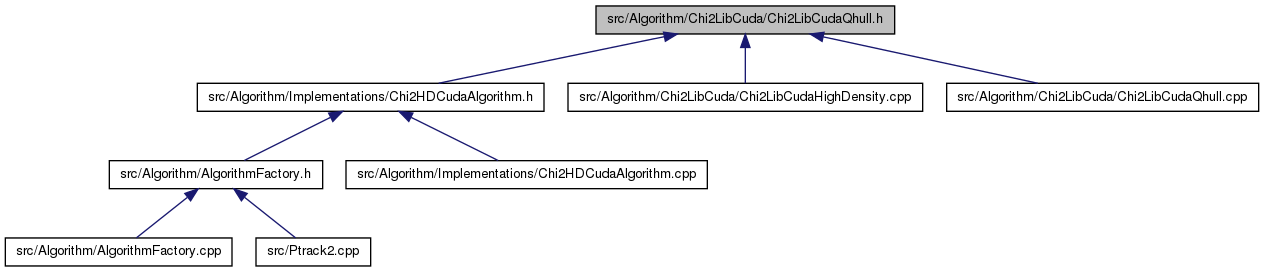 src/Algorithm/Chi2LibCuda/Chi2LibCudaQhull.h
src/Algorithm/Implementations/Chi2HDCudaAlgorithm.h
src/Algorithm/Chi2LibCuda/Chi2LibCudaHighDensity.cpp
src/Algorithm/Chi2LibCuda/Chi2LibCudaQhull.cpp
src/Algorithm/AlgorithmFactory.h
src/Algorithm/Implementations/Chi2HDCudaAlgorithm.cpp
src/Algorithm/AlgorithmFactory.cpp
src/Ptrack2.cpp